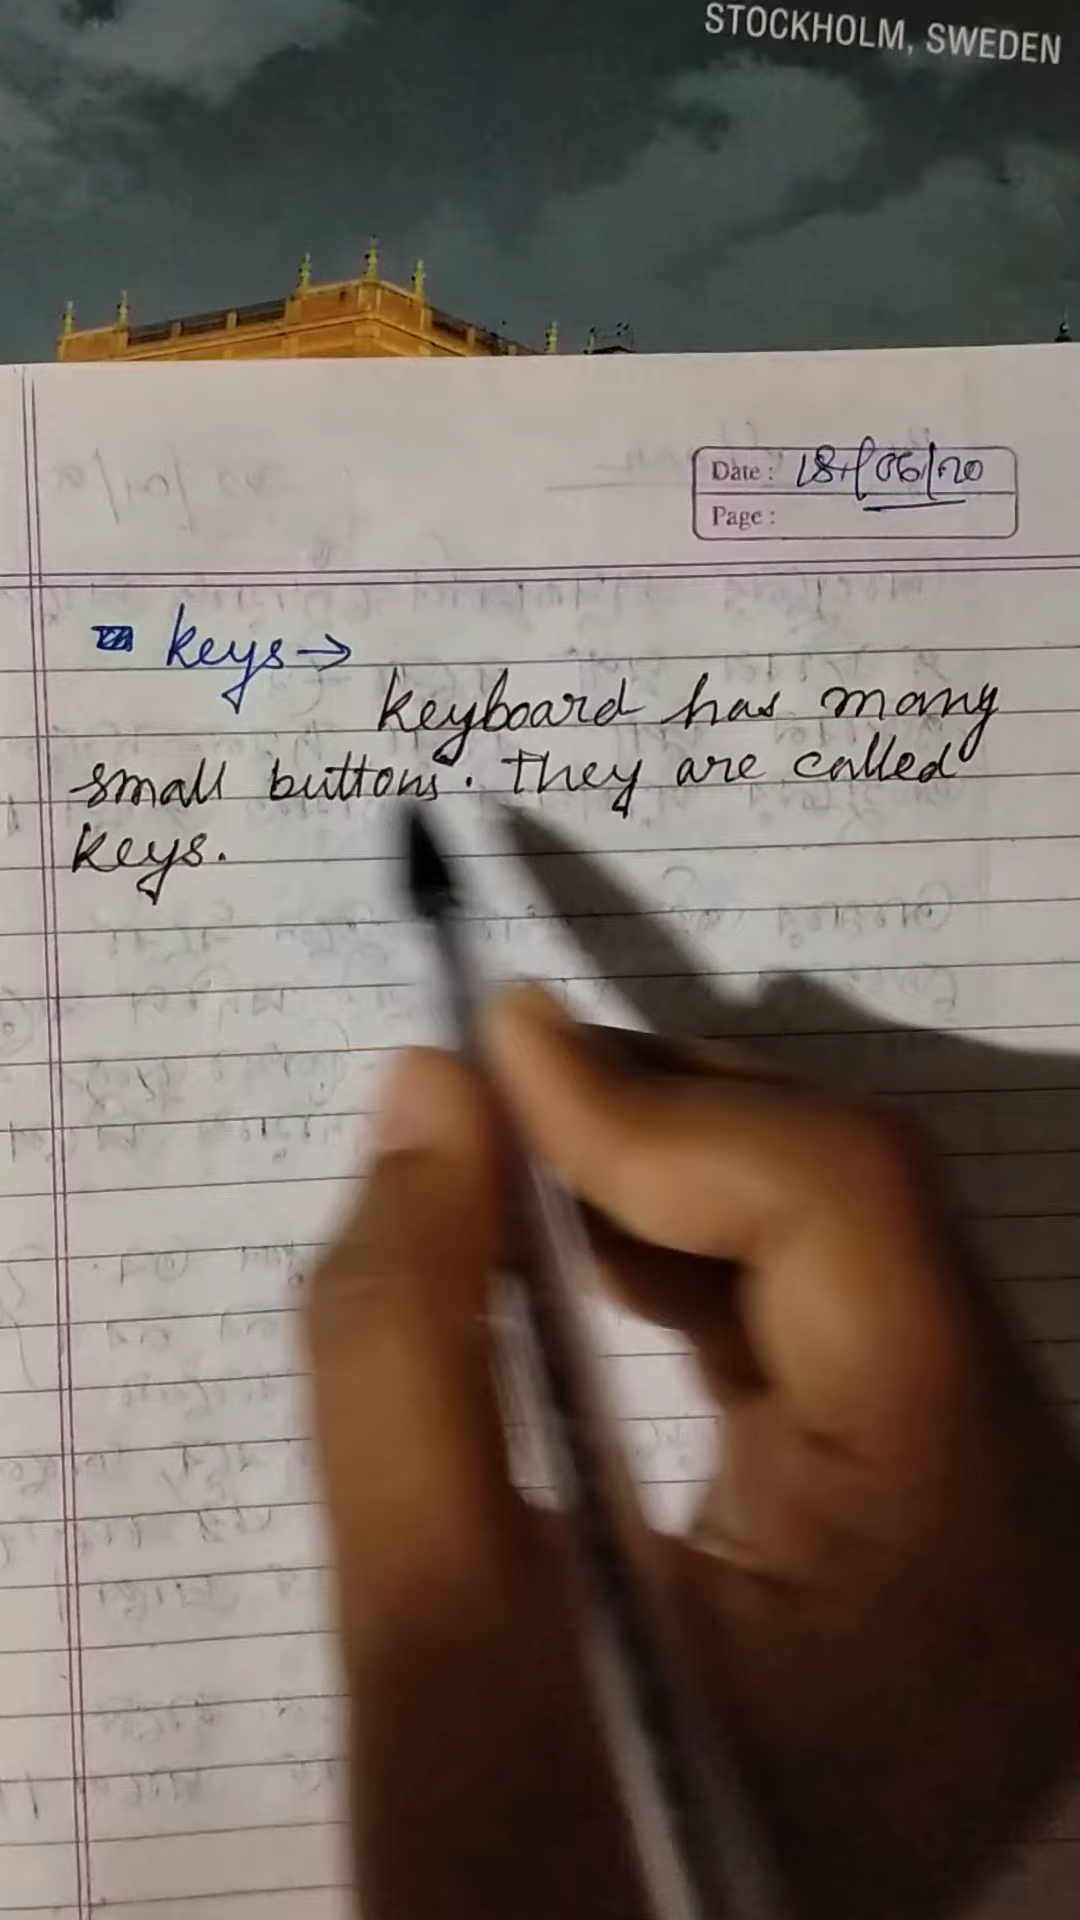 STOCKHOLM, SWEDEN
Date : 18/06/20
Page :
keys →
keyboard has many
small buttons. They are called
keys.